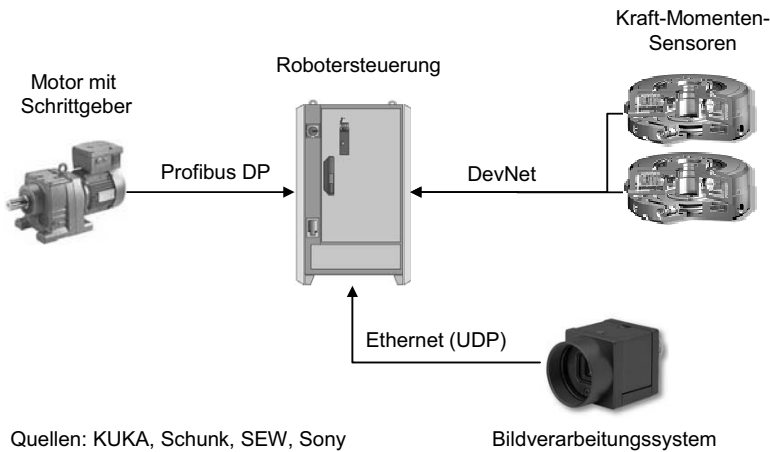 Kraft-Momenten-
Sensoren
Robotersteuerung
Motor mit
Schrittgeber
Profibus DP
DevNet
Ethernet (UDP)
Quellen: KUKA, Schunk, SEW, Sony
Bildverarbeitungssystem